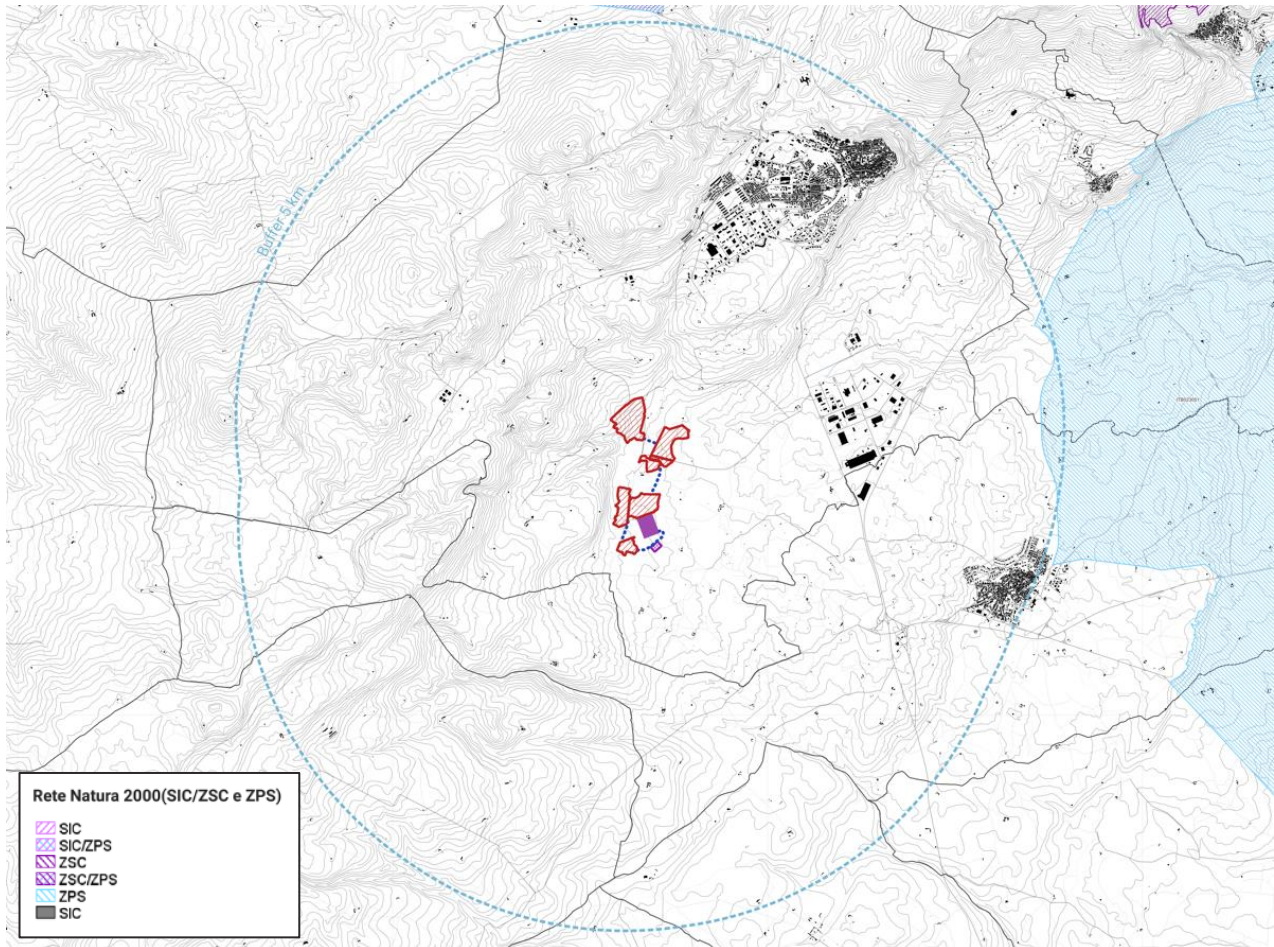 Buffer 5 km
Rete Natura 2000(SIC/ZSC e ZPS)
SIC
SIC/ZPS
ZSC
ZSC/ZPS
ZPS
SIC